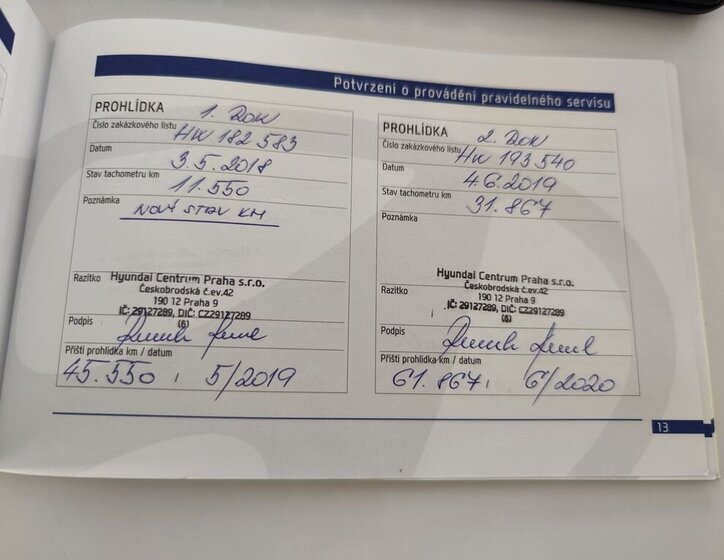 Potvrzení o provádění pravidelného servisu
PROHLÍDKA 1. ROK
Číslo zakázkového listu HW 182 583
Datum 3.5.2018
Stav tachometru km 11.550
Poznámka NOVÝ STAV KM
Razítko Hyundai Centrum Praha s.r.o.
Českobrodská č.ev.42
190 12 Praha 9
IČ: 29127289, DIČ: CZ29127289
(6)
Podpis
Příští prohlídka km / datum
45.550 / 5/2019
PROHLÍDKA 2. ROK
Číslo zakázkového listu HW 193 540
Datum 4.6.2019
Stav tachometru km 31.867
Poznámka
Razítko Hyundai Centrum Praha s.r.o.
Českobrodská č.ev.42
190 12 Praha 9
IČ: 29127289, DIČ: CZ29127289
(6)
Podpis
Příští prohlídka km / datum
61.867 / 6/2020
13